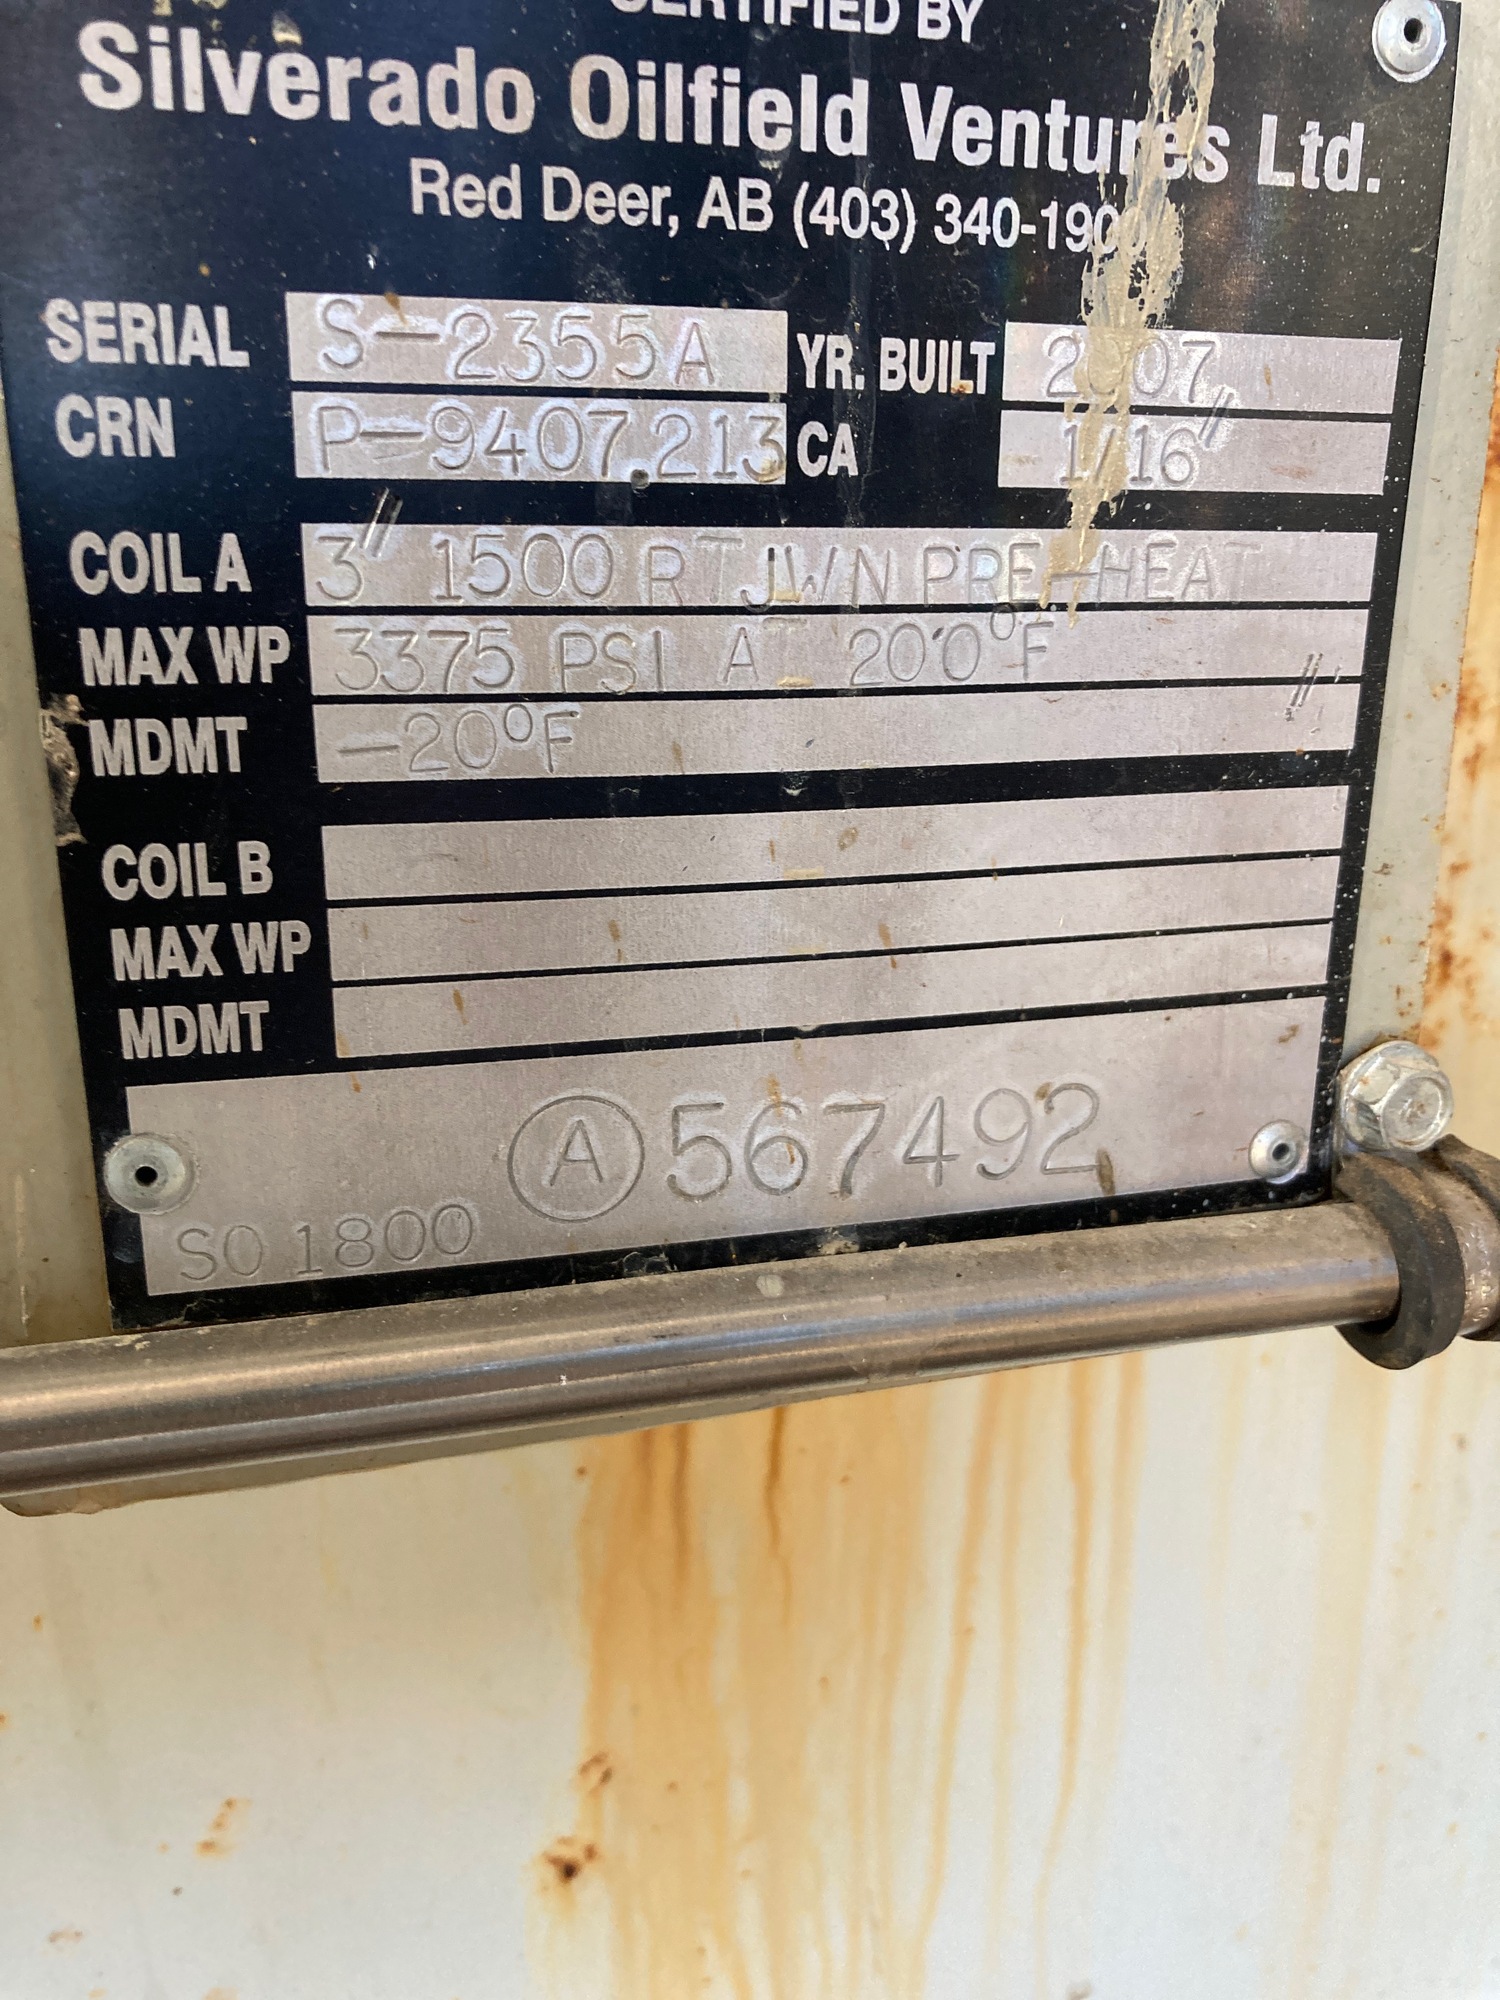 CERTIFIED BY
Silverado Oilfield Ventures Ltd.
Red Deer, AB (403)
SERIAL S-2355A YR. BUILT 2007
CRN P-9407.213 CA 1/16"
COIL A 3" 1500 RTJWN PRE-HEAT
MAX WP 3375 PSI AT 200°F
MDMT -20°F
COIL B
MAX WP
MDMT
A 567492
SO 1800